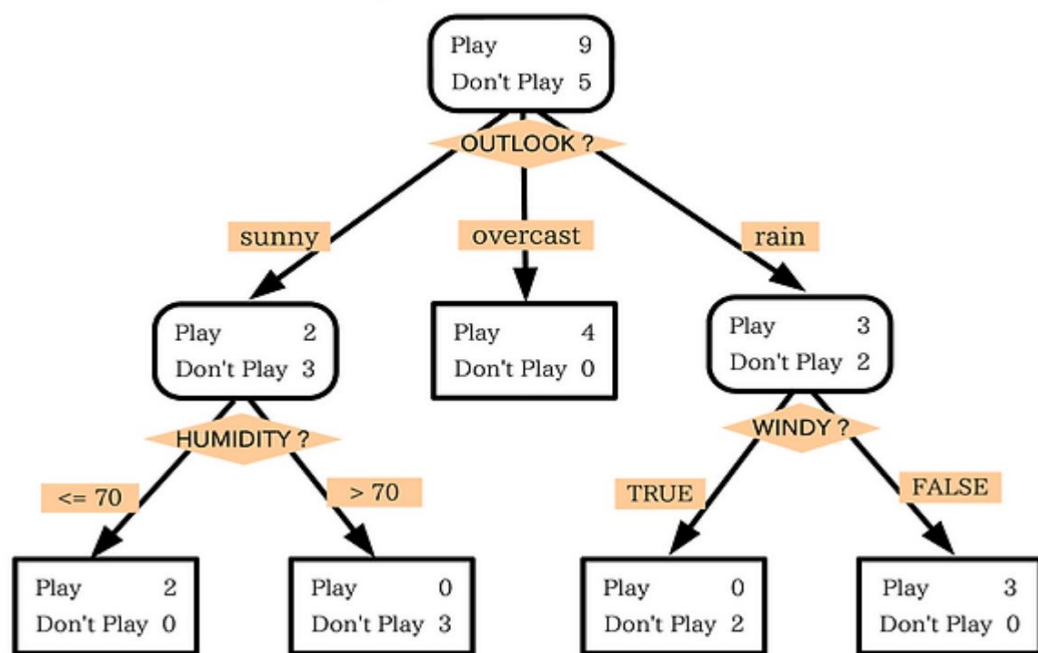 Play 9
Don't Play 5
OUTLOOK ?
sunny
overcast
rain
Play 2
Don't Play 3
Play 4
Don't Play 0
Play 3
Don't Play 2
HUMIDITY ?
WINDY ?
<= 70
> 70
TRUE
FALSE
Play 2
Don't Play 0
Play 0
Don't Play 3
Play 0
Don't Play 2
Play 3
Don't Play 0